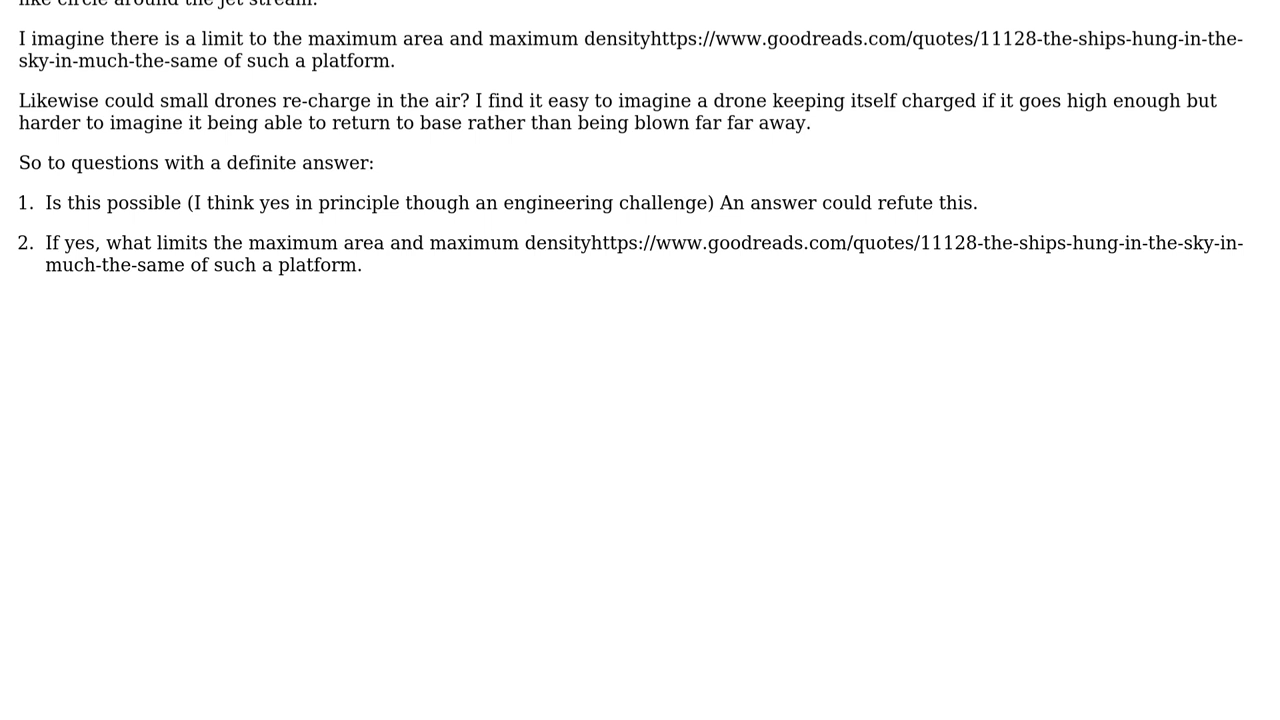 like circle around the jet stream.
I imagine there is a limit to the maximum area and maximum densityhttps://www.goodreads.com/quotes/11128-the-ships-hung-in-the-
sky-in-much-the-same of such a platform.
Likewise could small drones re-charge in the air? I find it easy to imagine a drone keeping itself charged if it goes high enough but
harder to imagine it being able to return to base rather than being blown far far away.
So to questions with a definite answer:
1. Is this possible (I think yes in principle though an engineering challenge) An answer could refute this.
2. If yes, what limits the maximum area and maximum densityhttps://www.goodreads.com/quotes/11128-the-ships-hung-in-the-sky-in-
much-the-same of such a platform.